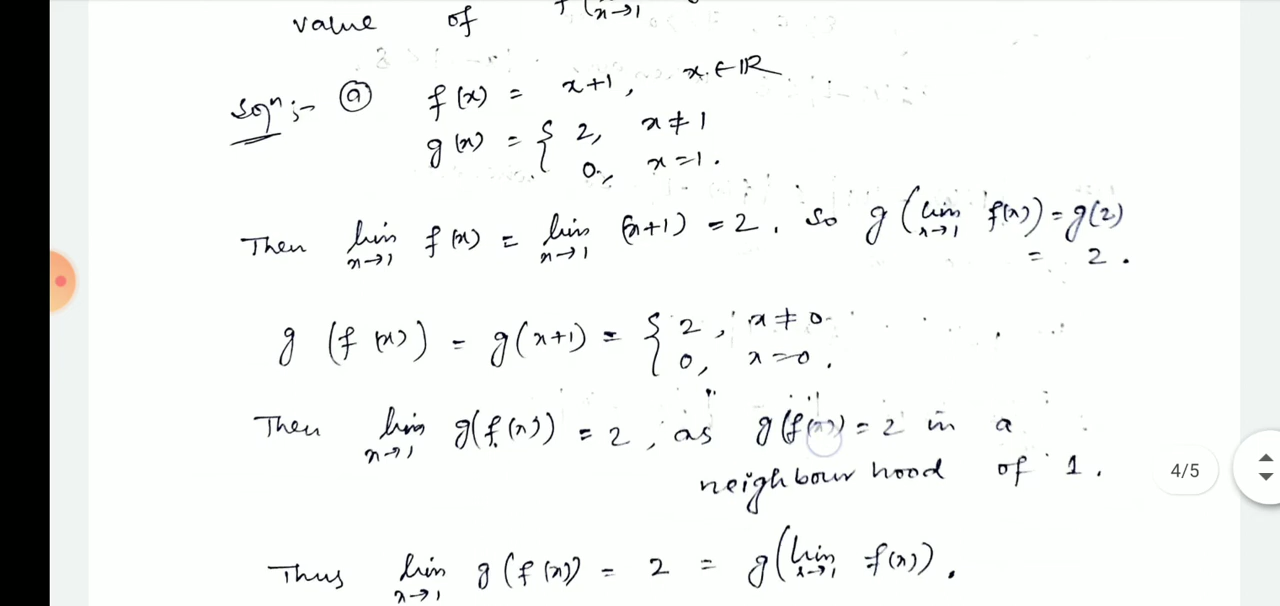 value of f(x→1
Solⁿ :- ⓐ f(x) = x+1, x ∈ ℝ
g(x) = { 2, x ≠ 1
0, x=1.
Then lim x→1 f(x) = lim x→1 (x+1) = 2. So g(lim x→1 f(x)) = g(2)
= 2.
g(f(x)) = g(x+1) = { 2, x ≠ 0.
0, x=0.
Then lim x→1 g(f(x)) = 2, as g(f(x)) = 2 in a
neighbourhood of 1.
4/5
Thus lim x→1 g(f(x)) = 2 = g(lim x→1 f(x)).